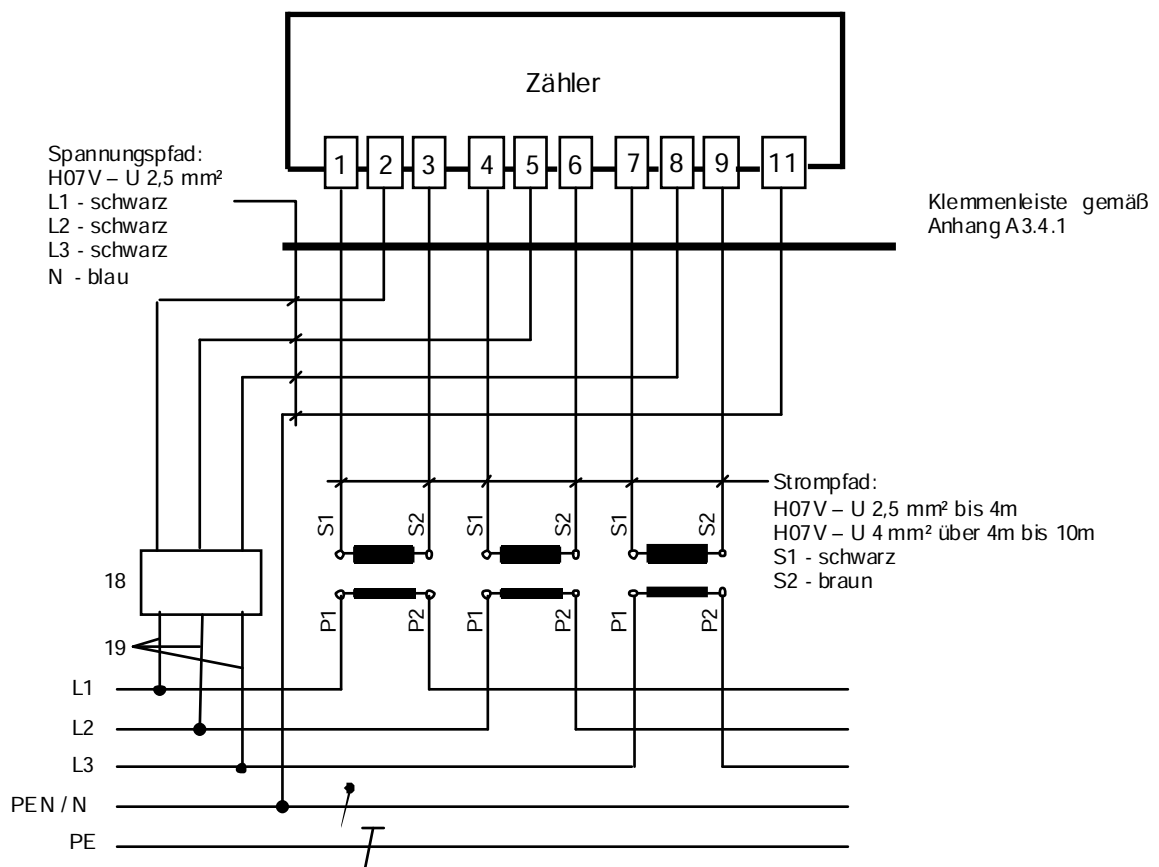 Zähler
1 2 3 4 5 6 7 8 9 11
Spannungspfad:
H07V – U 2,5 mm²
L1 - schwarz
L2 - schwarz
L3 - schwarz
N - blau
Klemmenleiste gemäß
Anhang A3.4.1
Strompfad:
H07V – U 2,5 mm² bis 4m
H07V – U 4 mm² über 4m bis 10m
S1 - schwarz
S2 - braun
S1 S2 S1 S2 S1 S2
P1 P2 P1 P2 P1 P2
18
19
L1
L2
L3
PEN / N
PE